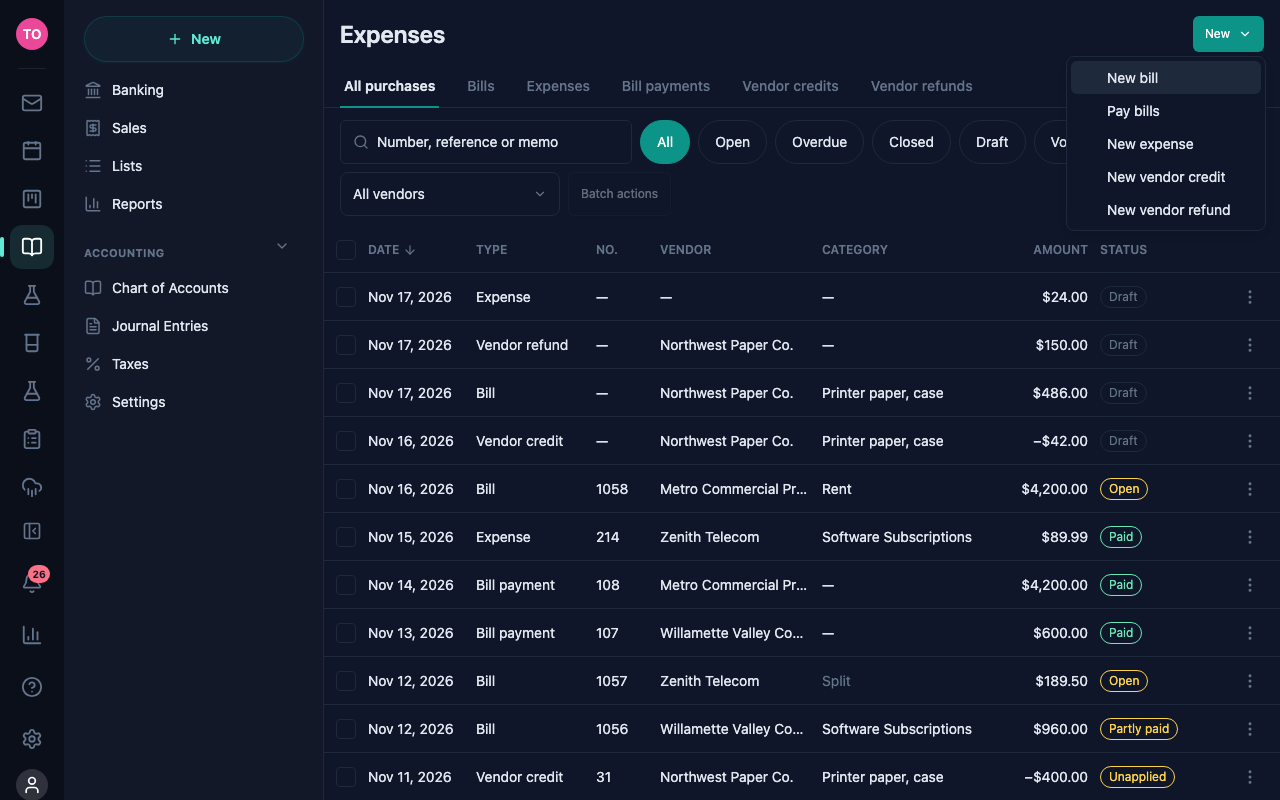 TO
26
New
Banking
Sales
Lists
Reports
ACCOUNTING
Chart of Accounts
Journal Entries
Taxes
Settings
Expenses
New
New bill
Pay bills
New expense
New vendor credit
New vendor refund
All purchases Bills Expenses Bill payments Vendor credits Vendor refunds
Number, reference or memo All Open Overdue Closed Draft Vo
All vendors Batch actions
DATE TYPE NO. VENDOR CATEGORY AMOUNT STATUS
Nov 17, 2026 Expense — — — $24.00 Draft
Nov 17, 2026 Vendor refund — Northwest Paper Co. — $150.00 Draft
Nov 17, 2026 Bill — Northwest Paper Co. Printer paper, case $486.00 Draft
Nov 16, 2026 Vendor credit — Northwest Paper Co. Printer paper, case −$42.00 Draft
Nov 16, 2026 Bill 1058 Metro Commercial Pr... Rent $4,200.00 Open
Nov 15, 2026 Expense 214 Zenith Telecom Software Subscriptions $89.99 Paid
Nov 14, 2026 Bill payment 108 Metro Commercial Pr... — $4,200.00 Paid
Nov 13, 2026 Bill payment 107 Willamette Valley Co... — $600.00 Paid
Nov 12, 2026 Bill 1057 Zenith Telecom Split $189.50 Open
Nov 12, 2026 Bill 1056 Willamette Valley Co... Software Subscriptions $960.00 Partly paid
Nov 11, 2026 Vendor credit 31 Northwest Paper Co. Printer paper, case −$400.00 Unapplied